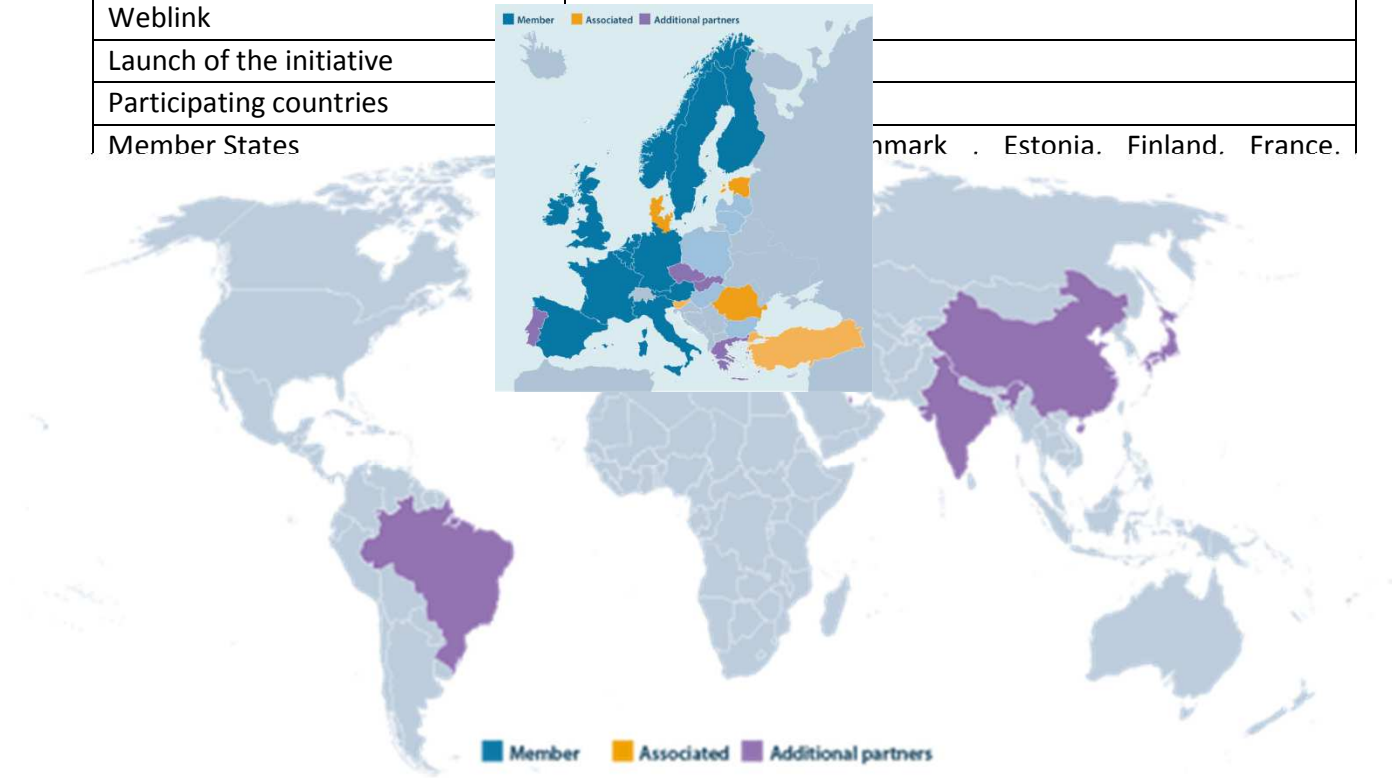 Weblink
Member Associated Additional partners
Launch of the initiative
Participating countries
Member States nmark , Estonia, Finland, France,
Member Associated Additional partners